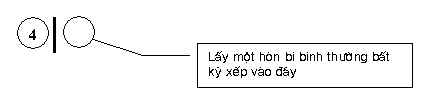 4
Lấy một hòn bi bình thường bất
kỳ xếp vào đây